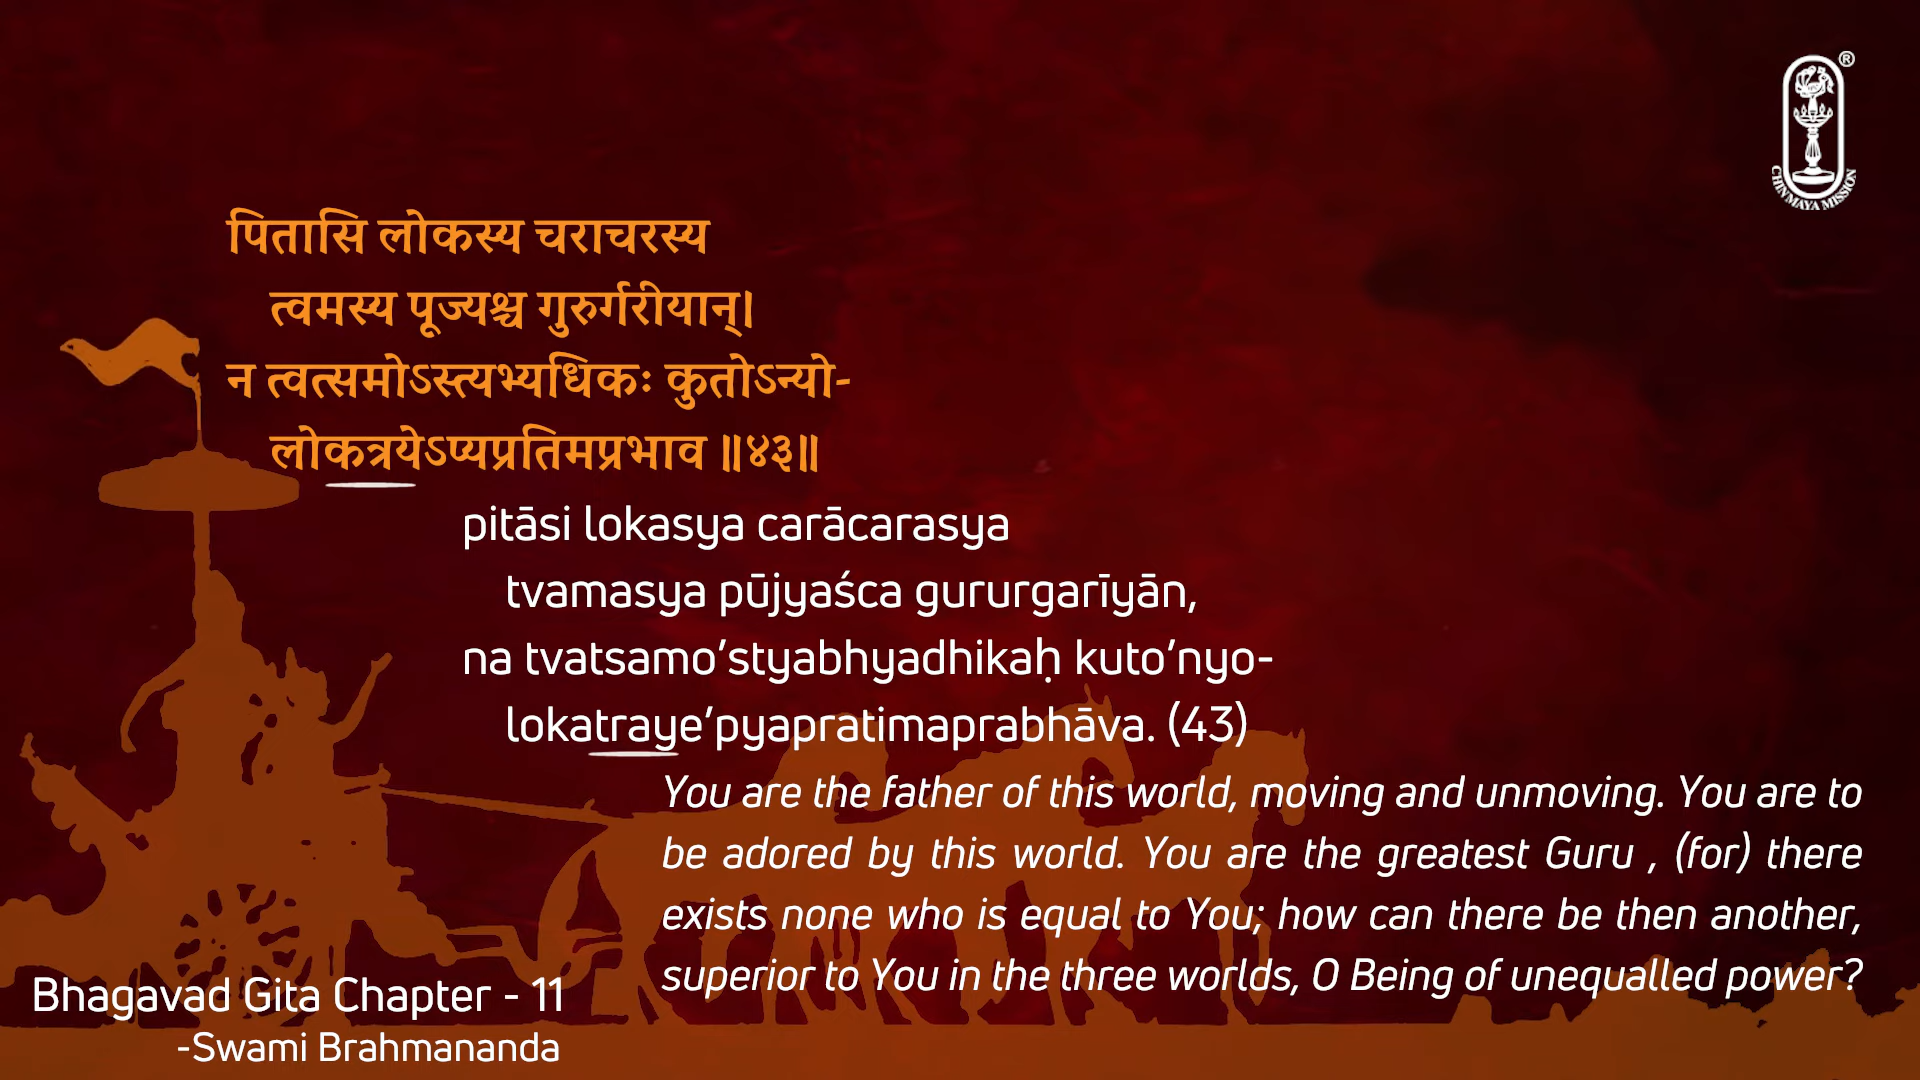 ®
CHINMAYA MISSION
पितासि लोकस्य चराचरस्य
त्वमस्य पूज्यश्च गुरुर्गरीयान्।
न त्वत्समोऽस्त्यभ्यधिकः कुतोऽन्यो-
लोकत्रयेऽप्यप्रतिमप्रभाव ॥४३॥
pitāsi lokasya carācarasya
tvamasya pūjyaśca gururgarīyān,
na tvatsamo’styabhyadhikaḥ kuto’nyo-
lokatraye’pyapratimaprabhāva. (43)
You are the father of this world, moving and unmoving. You are to
be adored by this world. You are the greatest Guru , (for) there
exists none who is equal to You; how can there be then another,
superior to You in the three worlds, O Being of unequalled power?
Bhagavad Gita Chapter - 11
-Swami Brahmananda